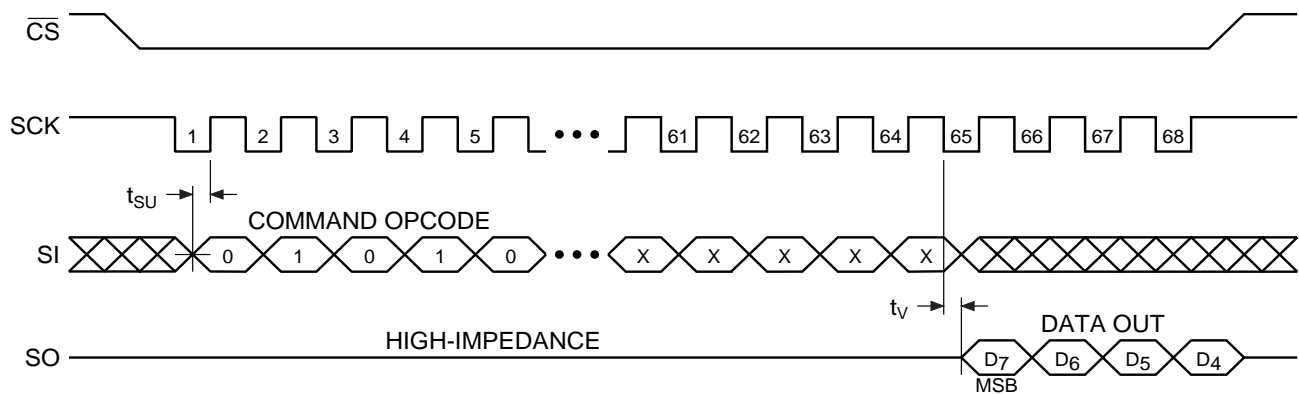 CS
SCK 1 2 3 4 5 ••• 61 62 63 64 65 66 67 68
tSU
COMMAND OPCODE
SI 0 1 0 1 0 ••• X X X X X
tV
DATA OUT
HIGH-IMPEDANCE
SO D7 D6 D5 D4
MSB